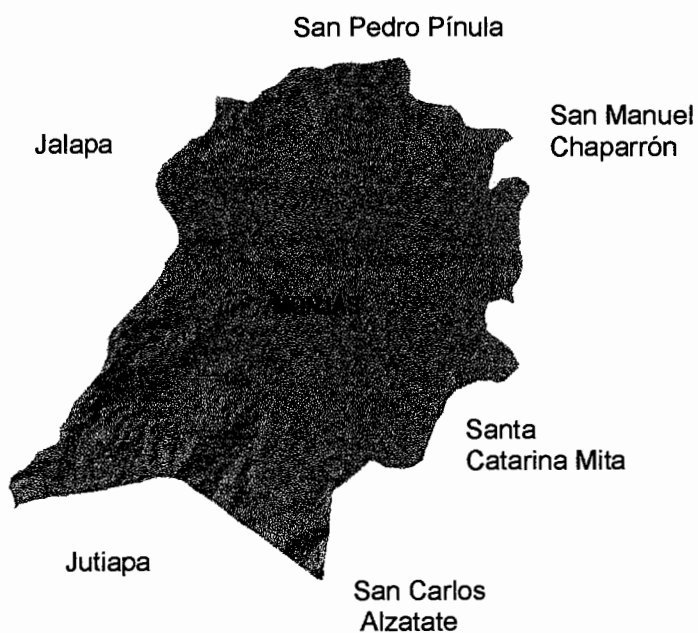 San Pedro Pínula
San Manuel
Chaparrón
Jalapa
Santa
Catarina Mita
Jutiapa
San Carlos
Alzatate